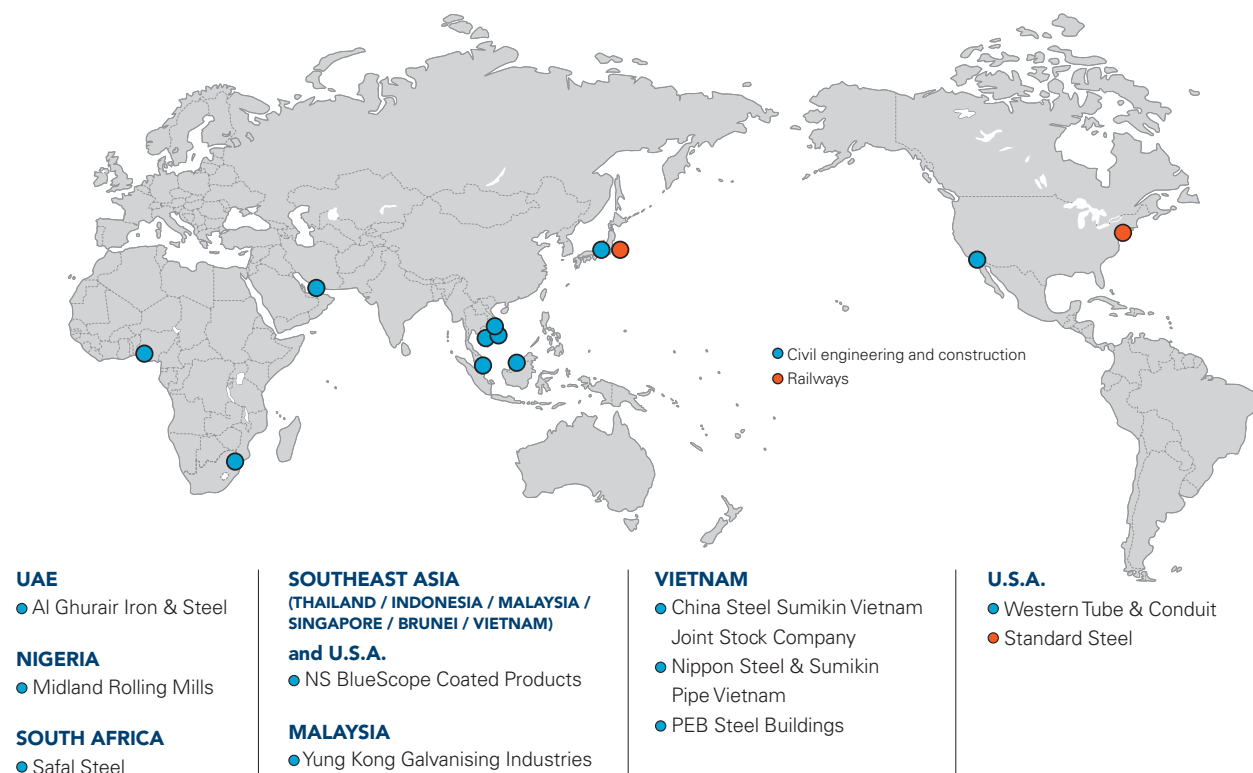 Civil engineering and construction
Railways
UAE
Al Ghurair Iron & Steel
NIGERIA
Midland Rolling Mills
SOUTH AFRICA
Safal Steel
SOUTHEAST ASIA
(THAILAND / INDONESIA / MALAYSIA /
SINGAPORE / BRUNEI / VIETNAM)
and U.S.A.
NS BlueScope Coated Products
MALAYSIA
Yung Kong Galvanising Industries
VIETNAM
China Steel Sumikin Vietnam
Joint Stock Company
Nippon Steel & Sumikin
Pipe Vietnam
PEB Steel Buildings
U.S.A.
Western Tube & Conduit
Standard Steel